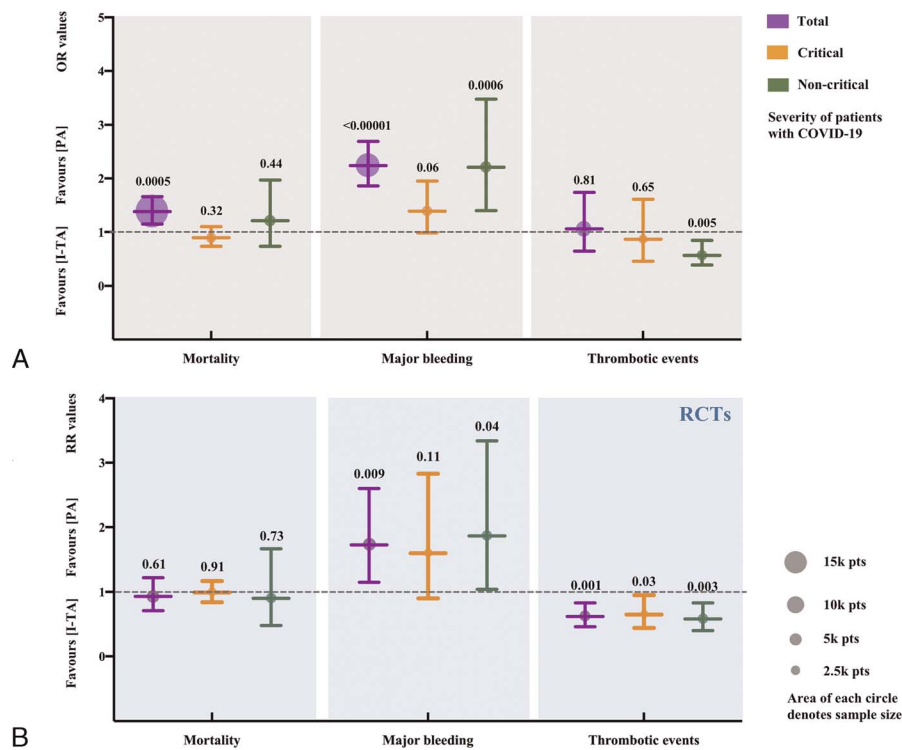 OR values
Favours [PA]
Favours [I-TA]
5
4
3
2
1
0
0.0005
0.32
0.44
<0.00001
0.06
0.0006
0.81
0.65
0.005
Mortality
Major bleeding
Thrombotic events
Total
Critical
Non-critical
Severity of patients
with COVID-19
A
RR values
Favours [PA]
Favours [I-TA]
4
3
2
1
0
RCTs
0.61
0.91
0.73
0.009
0.11
0.04
0.001
0.03
0.003
Mortality
Major bleeding
Thrombotic events
15k pts
10k pts
5k pts
2.5k pts
Area of each circle
denotes sample size
B